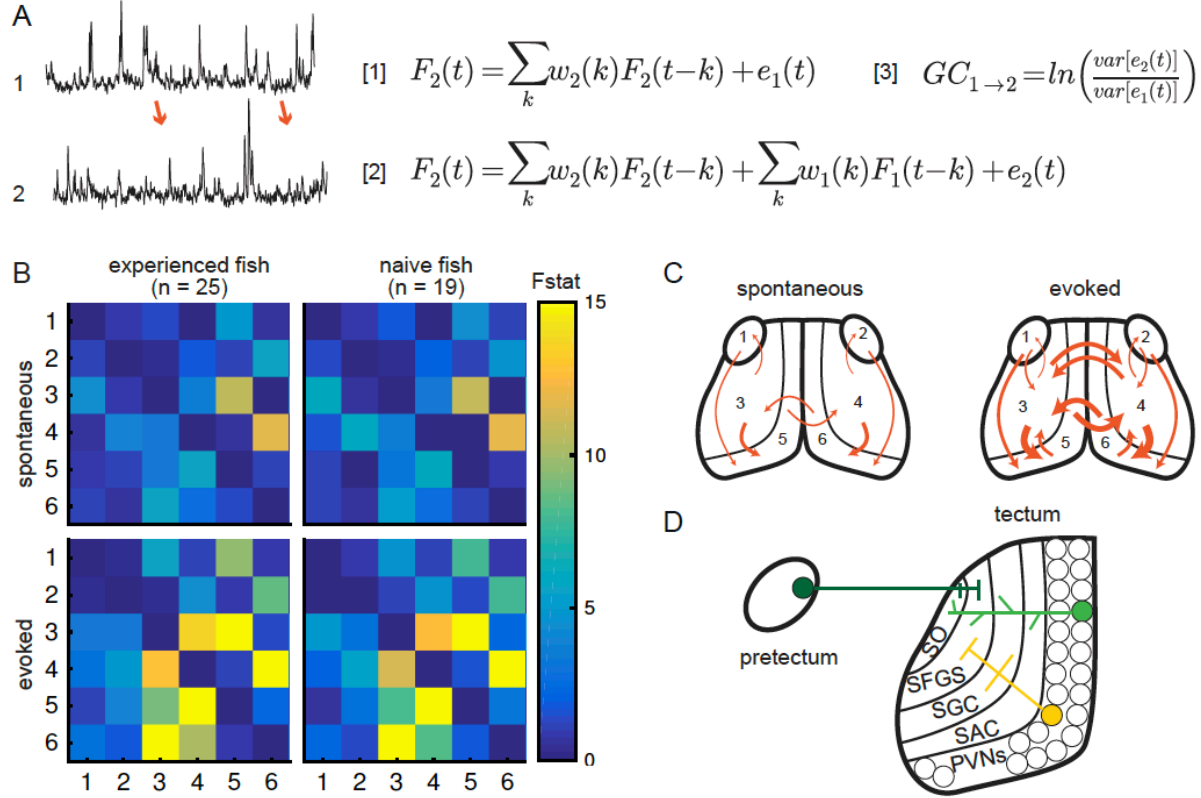 A
1
2
[1] F₂(t) = ∑ₖ w₂(k)F₂(t−k) + e₁(t)
[3] GC₁→₂ = ln(var[e₂(t)] / var[e₁(t)])
[2] F₂(t) = ∑ₖ w₂(k)F₂(t−k) + ∑ₖ w₁(k)F₁(t−k) + e₂(t)
B
experienced fish
(n = 25)
naive fish
(n = 19)
Fstat
15
10
5
0
spontaneous
1
2
3
4
5
6
evoked
1
2
3
4
5
6
1 2 3 4 5 6
1 2 3 4 5 6
C
spontaneous
evoked
1 2
3 4
5 6
1 2
3 4
5 6
D
tectum
pretectum
SO
SFGS
SGC
SAC
PVNs